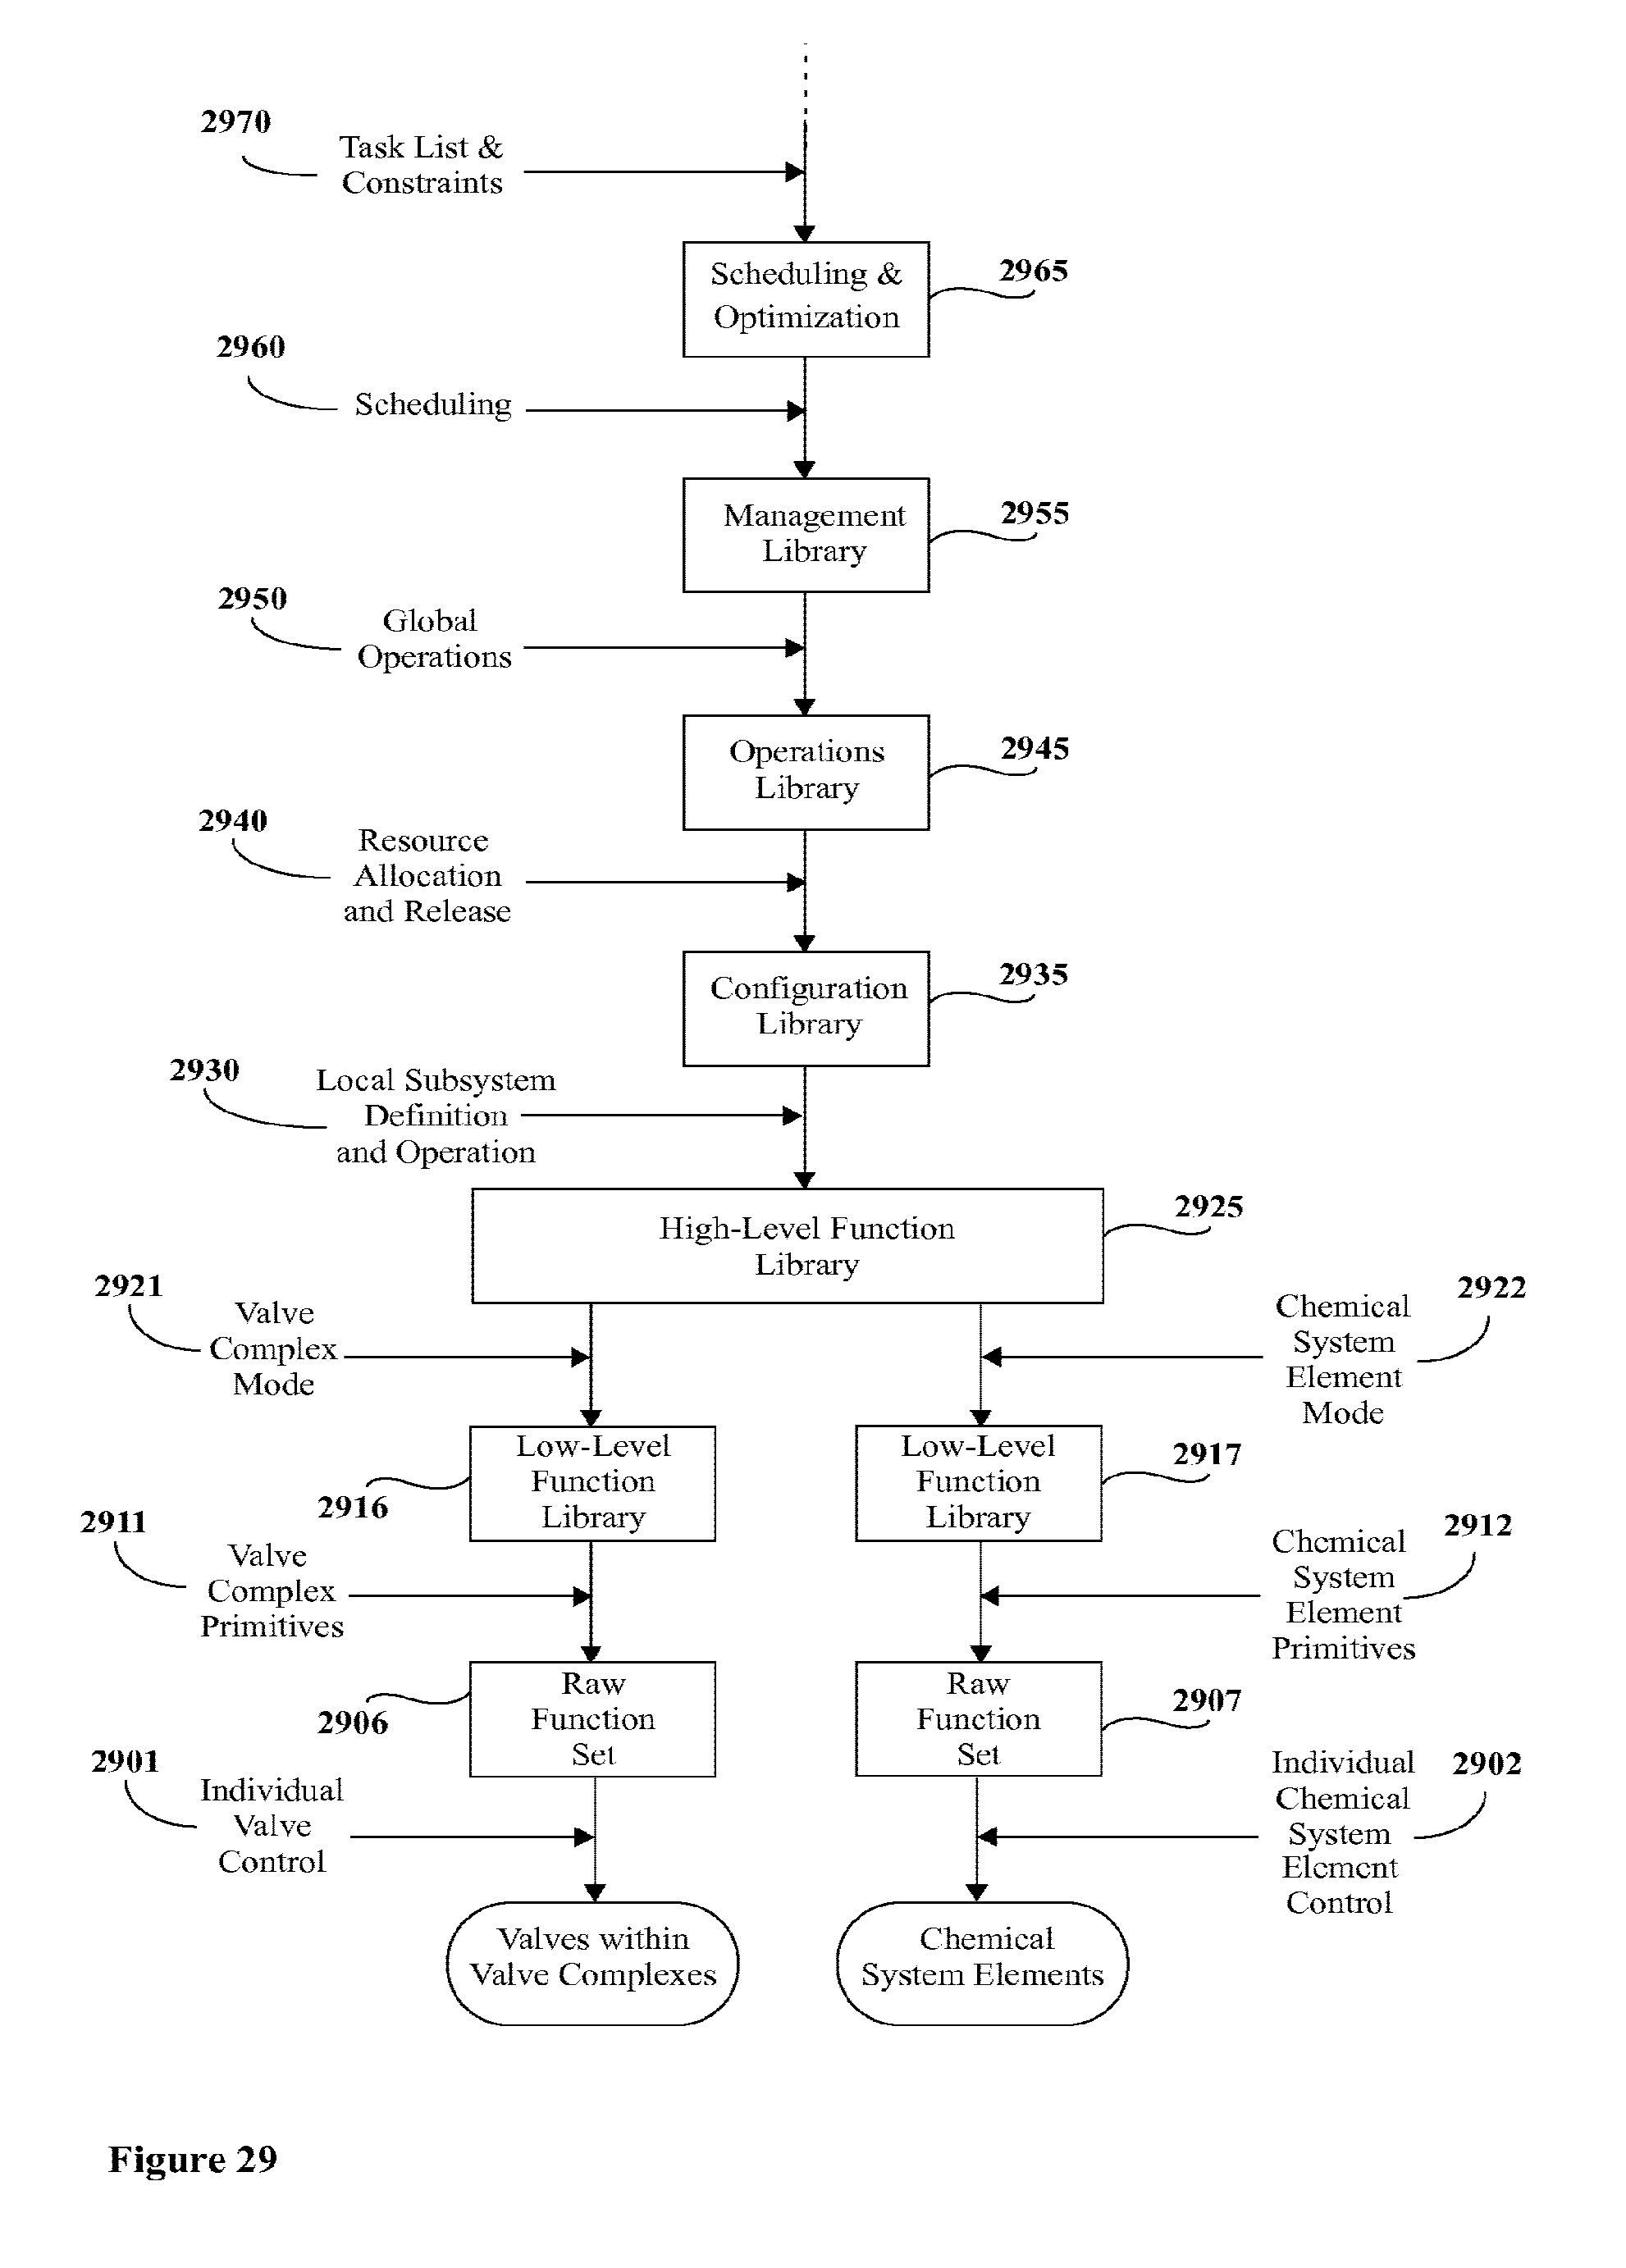 2970
Task List &
Constraints
Scheduling &
Optimization
2965
2960
Scheduling
Management
Library
2955
2950
Global
Operations
Operations
Library
2945
2940
Resource
Allocation
and Release
Configuration
Library
2935
2930
Local Subsystem
Definition
and Operation
High-Level Function
Library
2925
2921
Valve
Complex
Mode
2922
Chemical
System
Element
Mode
Low-Level
Function
Library
2916
Low-Level
Function
Library
2917
2911
Valve
Complex
Primitives
2912
Chemical
System
Element
Primitives
Raw
Function
Set
2906
Raw
Function
Set
2907
2901
Individual
Valve
Control
2902
Individual
Chemical
System
Element
Control
Valves within
Valve Complexes
Chemical
System Elements
Figure 29